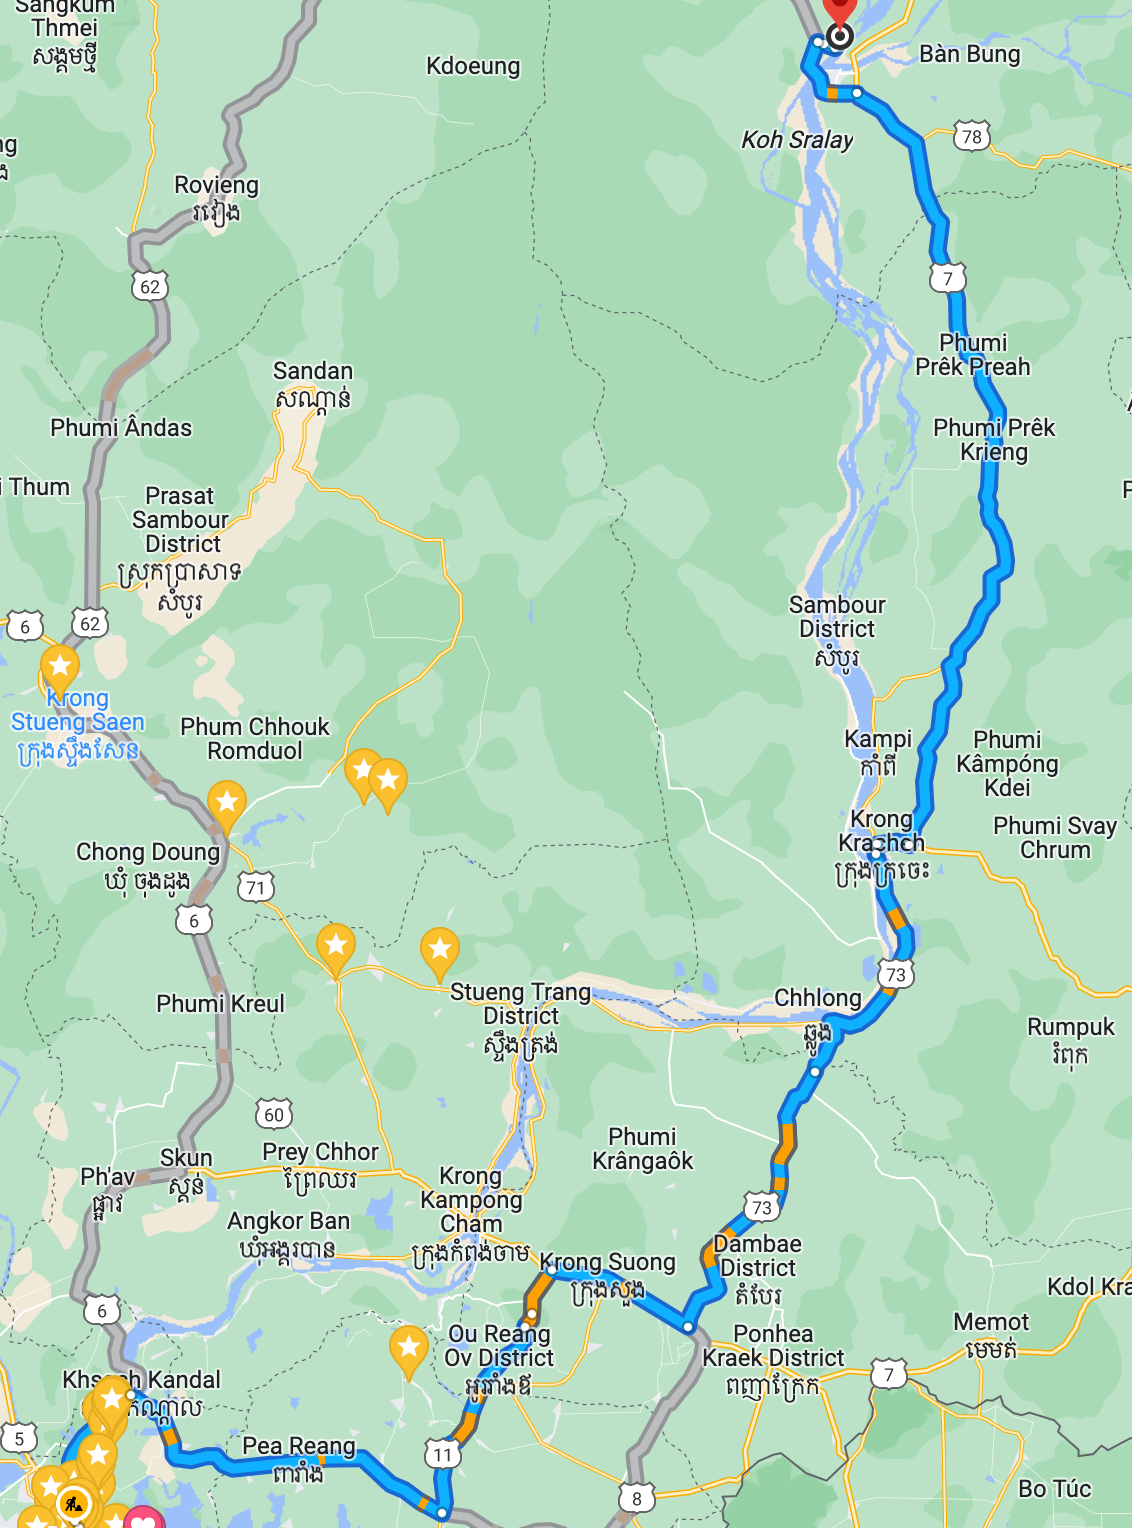 Sangkum
Thmei
សង្គមថ្មី
Kdoeung
Bàn Bung
78
Koh Sralay
ng
Rovieng
រវៀង
62
7
Phumi
Prêk Preah
Sandan
សណ្ដាន់
Phumi Ândas
Phumi Prêk
Krieng
i Thum
Prasat
Sambour
District
ស្រុកប្រាសាទ
សំបូរ
6
62
Sambour
District
សំបូរ
Krong
Stueng Saen
ក្រុងស្ទឹងសែន
Phum Chhouk
Romduol
Kampi
កាំពី
Phumi
Kâmpóng
Kdei
Krong
Krachch
ក្រុងក្រចេះ
Phumi Svay
Chrum
Chong Doung
ឃុំ ចុងដូង
71
6
73
Phumi Kreul
Stueng Trang
District
ស្ទឹងត្រង់
Chhlong
ឆ្លូង
Rumpuk
រំពុក
60
Phumi
Krângaôk
Skun
ស្គន់
Prey Chhor
ព្រៃឈរ
Ph'av
ផ្អាវ
Krong
Kampong
Cham
ក្រុងកំពង់ចាម
73
Angkor Ban
ឃុំអង្គរបាន
Krong Suong
ក្រុងសួង
Dambae
District
តំបែរ
Kdol Kra
6
Memot
មេមត់
Ou Reang
Ov District
អូររាំងឪ
Ponhea
Kraek District
ពញាក្រែក
7
Khsach Kandal
កណ្ដាល
5
Pea Reang
ពារាំង
11
8
Bo Túc